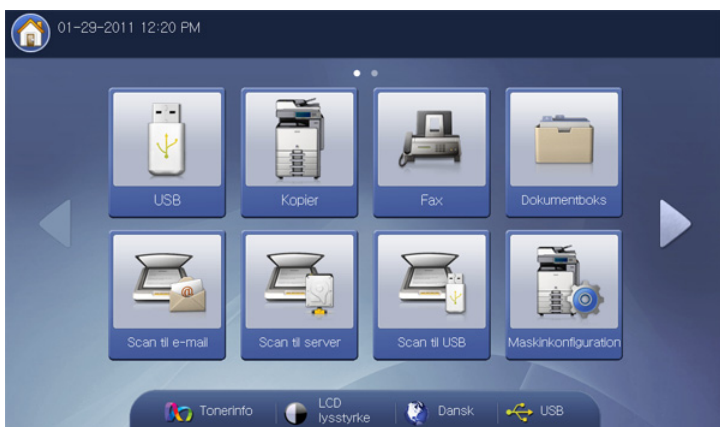 01-29-2011 12:20 PM
USB
Kopier
Fax
Dokumentboks
Scan til e-mail
Scan til server
Scan til USB
Maskinkonfiguration
TonerInfo
LCD
lysstyrke
Dansk
USB